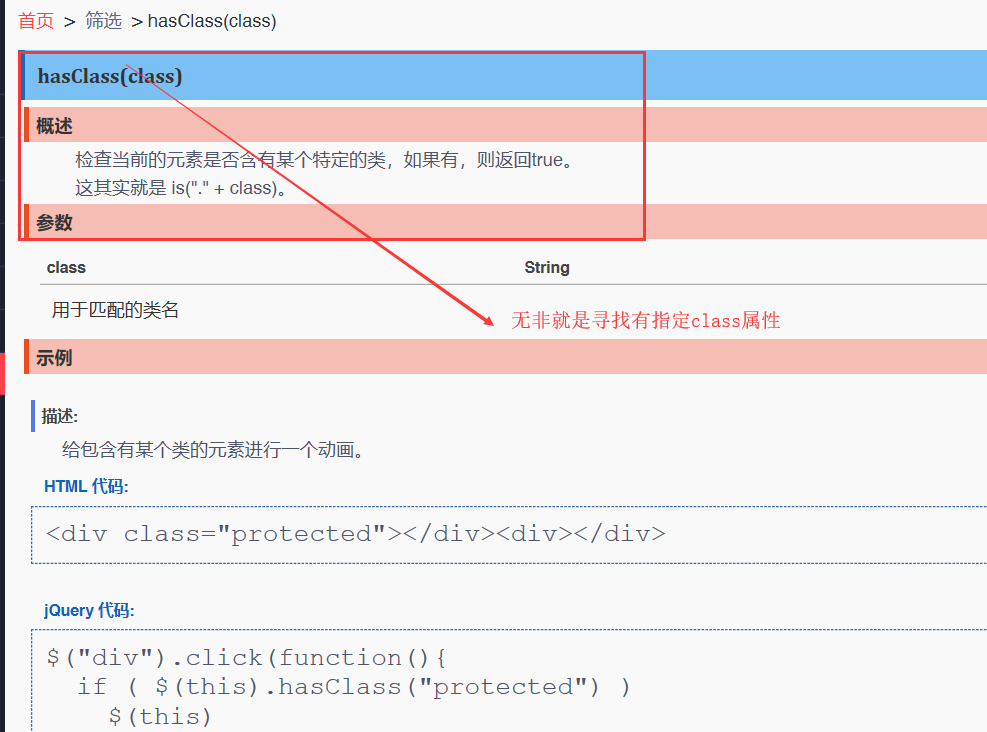 首页 > 筛选 > hasClass(class)
hasClass(class)
概述
检查当前的元素是否含有某个特定的类，如果有，则返回true。
这其实就是 is("." + class)。
参数
class String
用于匹配的类名
无非就是寻找有指定class属性
示例
描述:
给包含有某个类的元素进行一个动画。
HTML 代码:
<div class="protected"></div><div></div>
jQuery 代码:
$("div").click(function(){
if ( $(this).hasClass("protected") )
$(this)